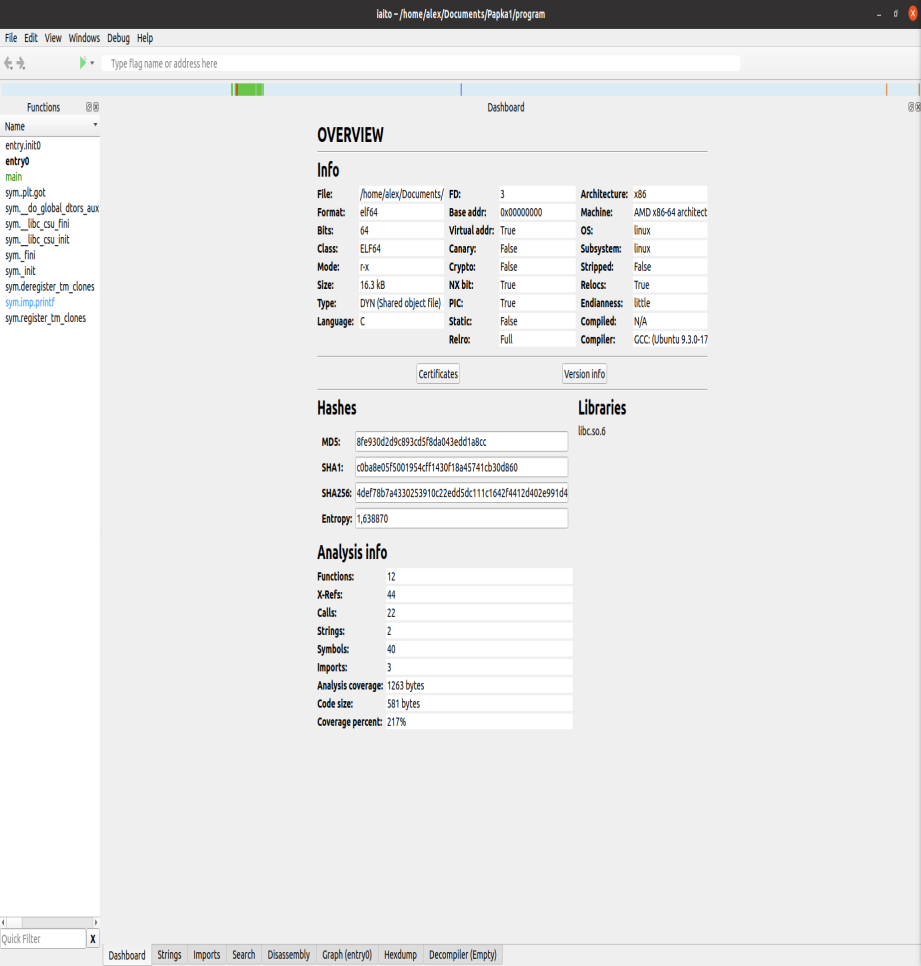 iaito – /home/alex/Documents/Papka1/program
File Edit View Windows Debug Help
Type flag name or address here
Functions
Dashboard
Name
entry.init0
entry0
main
sym..plt.got
sym.__do_global_dtors_aux
sym.__libc_csu_fini
sym.__libc_csu_init
sym._fini
sym._init
sym.deregister_tm_clones
sym.imp.printf
sym.register_tm_clones
Quick Filter X
OVERVIEW
Info
File: /home/alex/Documents/ FD: 3 Architecture: x86
Format: elf64 Base addr: 0x00000000 Machine: AMD x86-64 architect
Bits: 64 Virtual addr: True OS: linux
Class: ELF64 Canary: False Subsystem: linux
Mode: r-x Crypto: False Stripped: False
Size: 16.3 kB NX bit: True Relocs: True
Type: DYN (Shared object file) PIC: True Endianness: little
Language: C Static: False Compiled: N/A
Relro: Full Compiler: GCC: (Ubuntu 9.3.0-17
Certificates Version info
Hashes
MD5: 8fe930d2d9c893cd5f8da043edd1a8cc
SHA1: c0ba8e05f5001954cff1430f18a45741cb30d860
SHA256: 4def78b7a4330253910c22edd5dc111c1642f4412d402e991d4
Entropy: 1,638870
Libraries
libc.so.6
Analysis info
Functions: 12
X-Refs: 44
Calls: 22
Strings: 2
Symbols: 40
Imports: 3
Analysis coverage: 1263 bytes
Code size: 581 bytes
Coverage percent: 217%
Dashboard Strings Imports Search Disassembly Graph (entry0) Hexdump Decompiler (Empty)